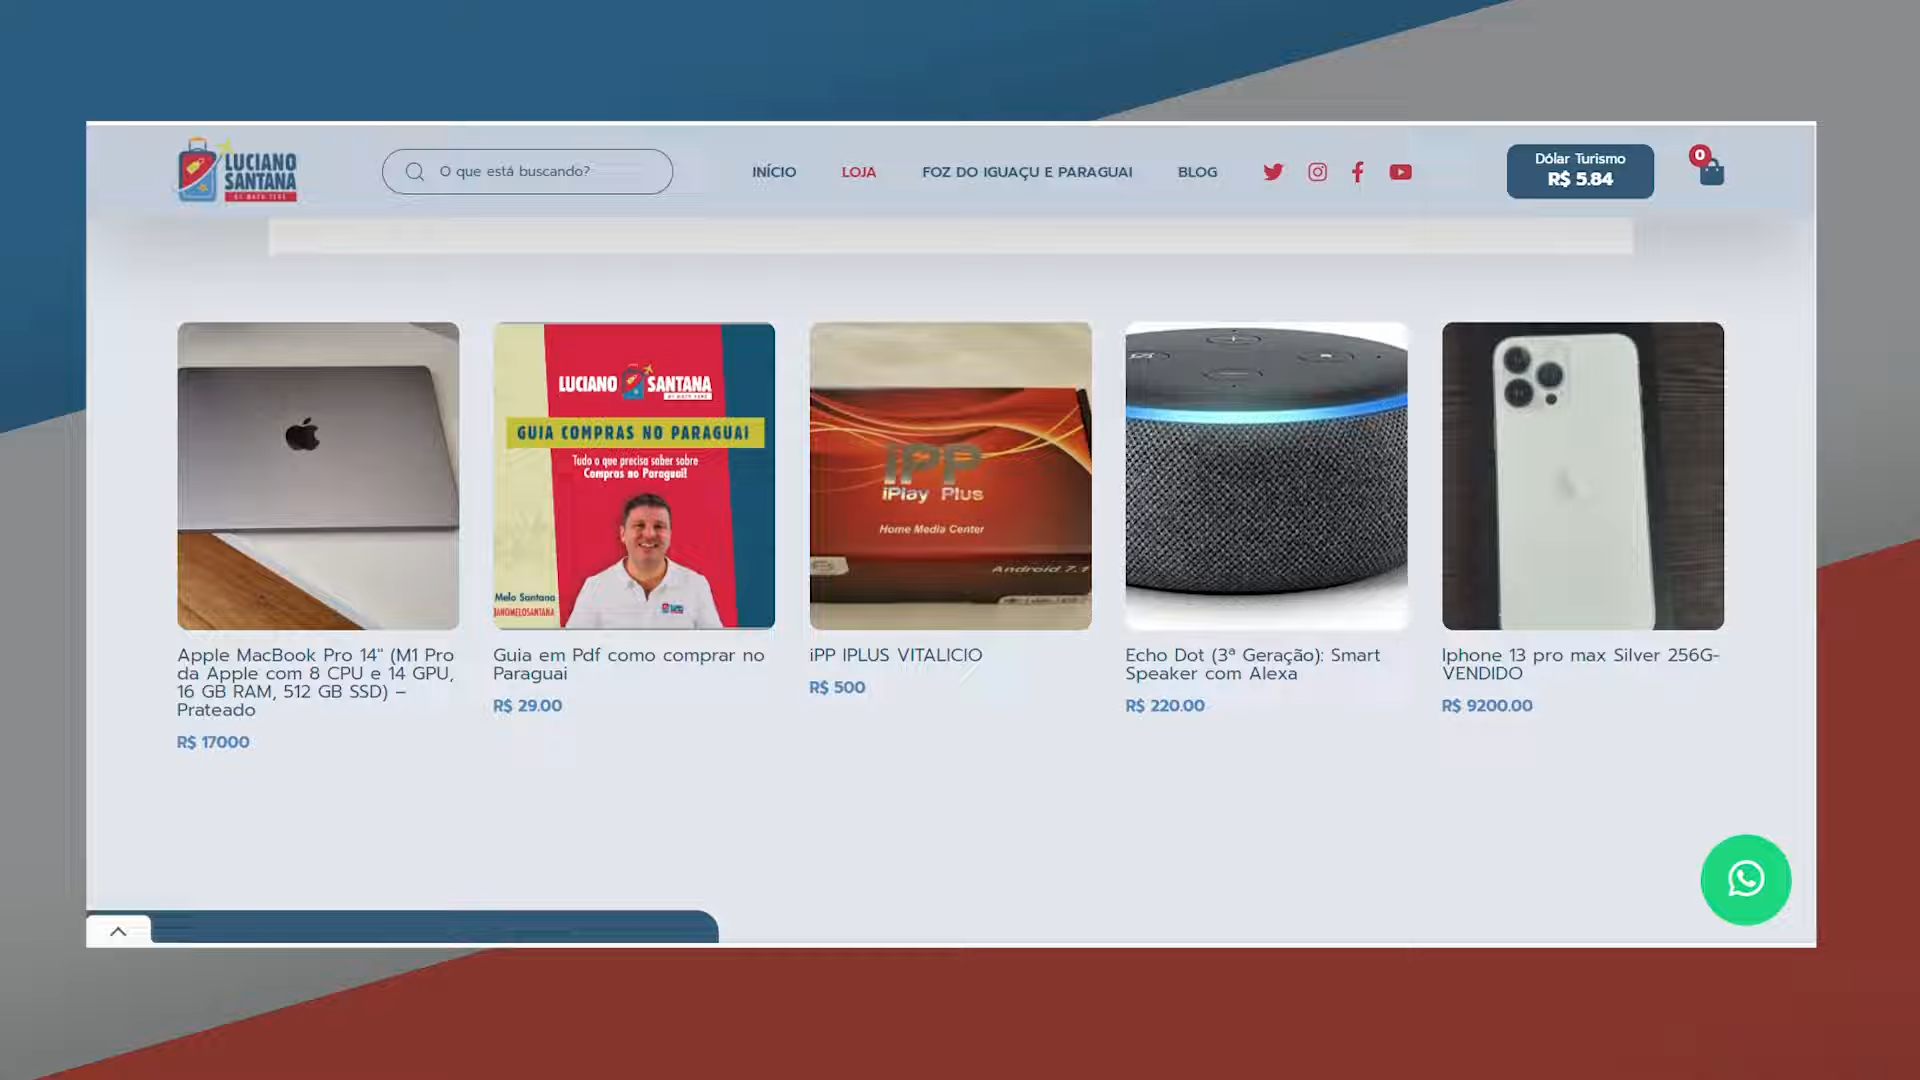 LUCIANO
SANTANA
O que está buscando?
INÍCIO
LOJA
FOZ DO IGUAÇU E PARAGUAI
BLOG
Dólar Turismo
R$ 5.84
0
LUCIANO SANTANA
GUIA COMPRAS NO PARAGUAI
Tudo o que precisa saber sobre
Compras no Paraguai!
Melo Santana
ANOMELOSANTANA
iPP
iPlay Plus
Home Media Center
Android 7.1
Apple MacBook Pro 14" (M1 Pro
da Apple com 8 CPU e 14 GPU,
16 GB RAM, 512 GB SSD) –
Prateado
R$ 17000
Guia em Pdf como comprar no
Paraguai
R$ 29.00
iPP IPLUS VITALICIO
R$ 500
Echo Dot (3ª Geração): Smart
Speaker com Alexa
R$ 220.00
Iphone 13 pro max Silver 256G-
VENDIDO
R$ 9200.00